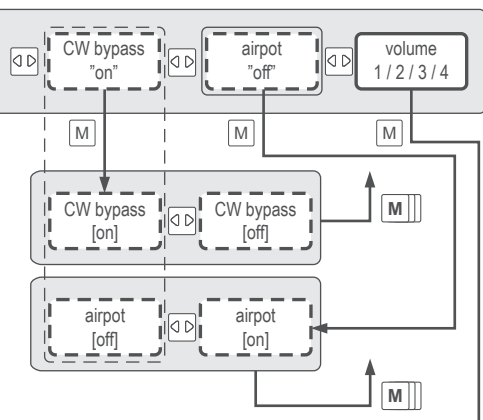 CW bypass
"on"
airpot
"off"
volume
1 / 2 / 3 / 4
M
M
M
CW bypass
[on]
CW bypass
[off]
M
airpot
[off]
airpot
[on]
M